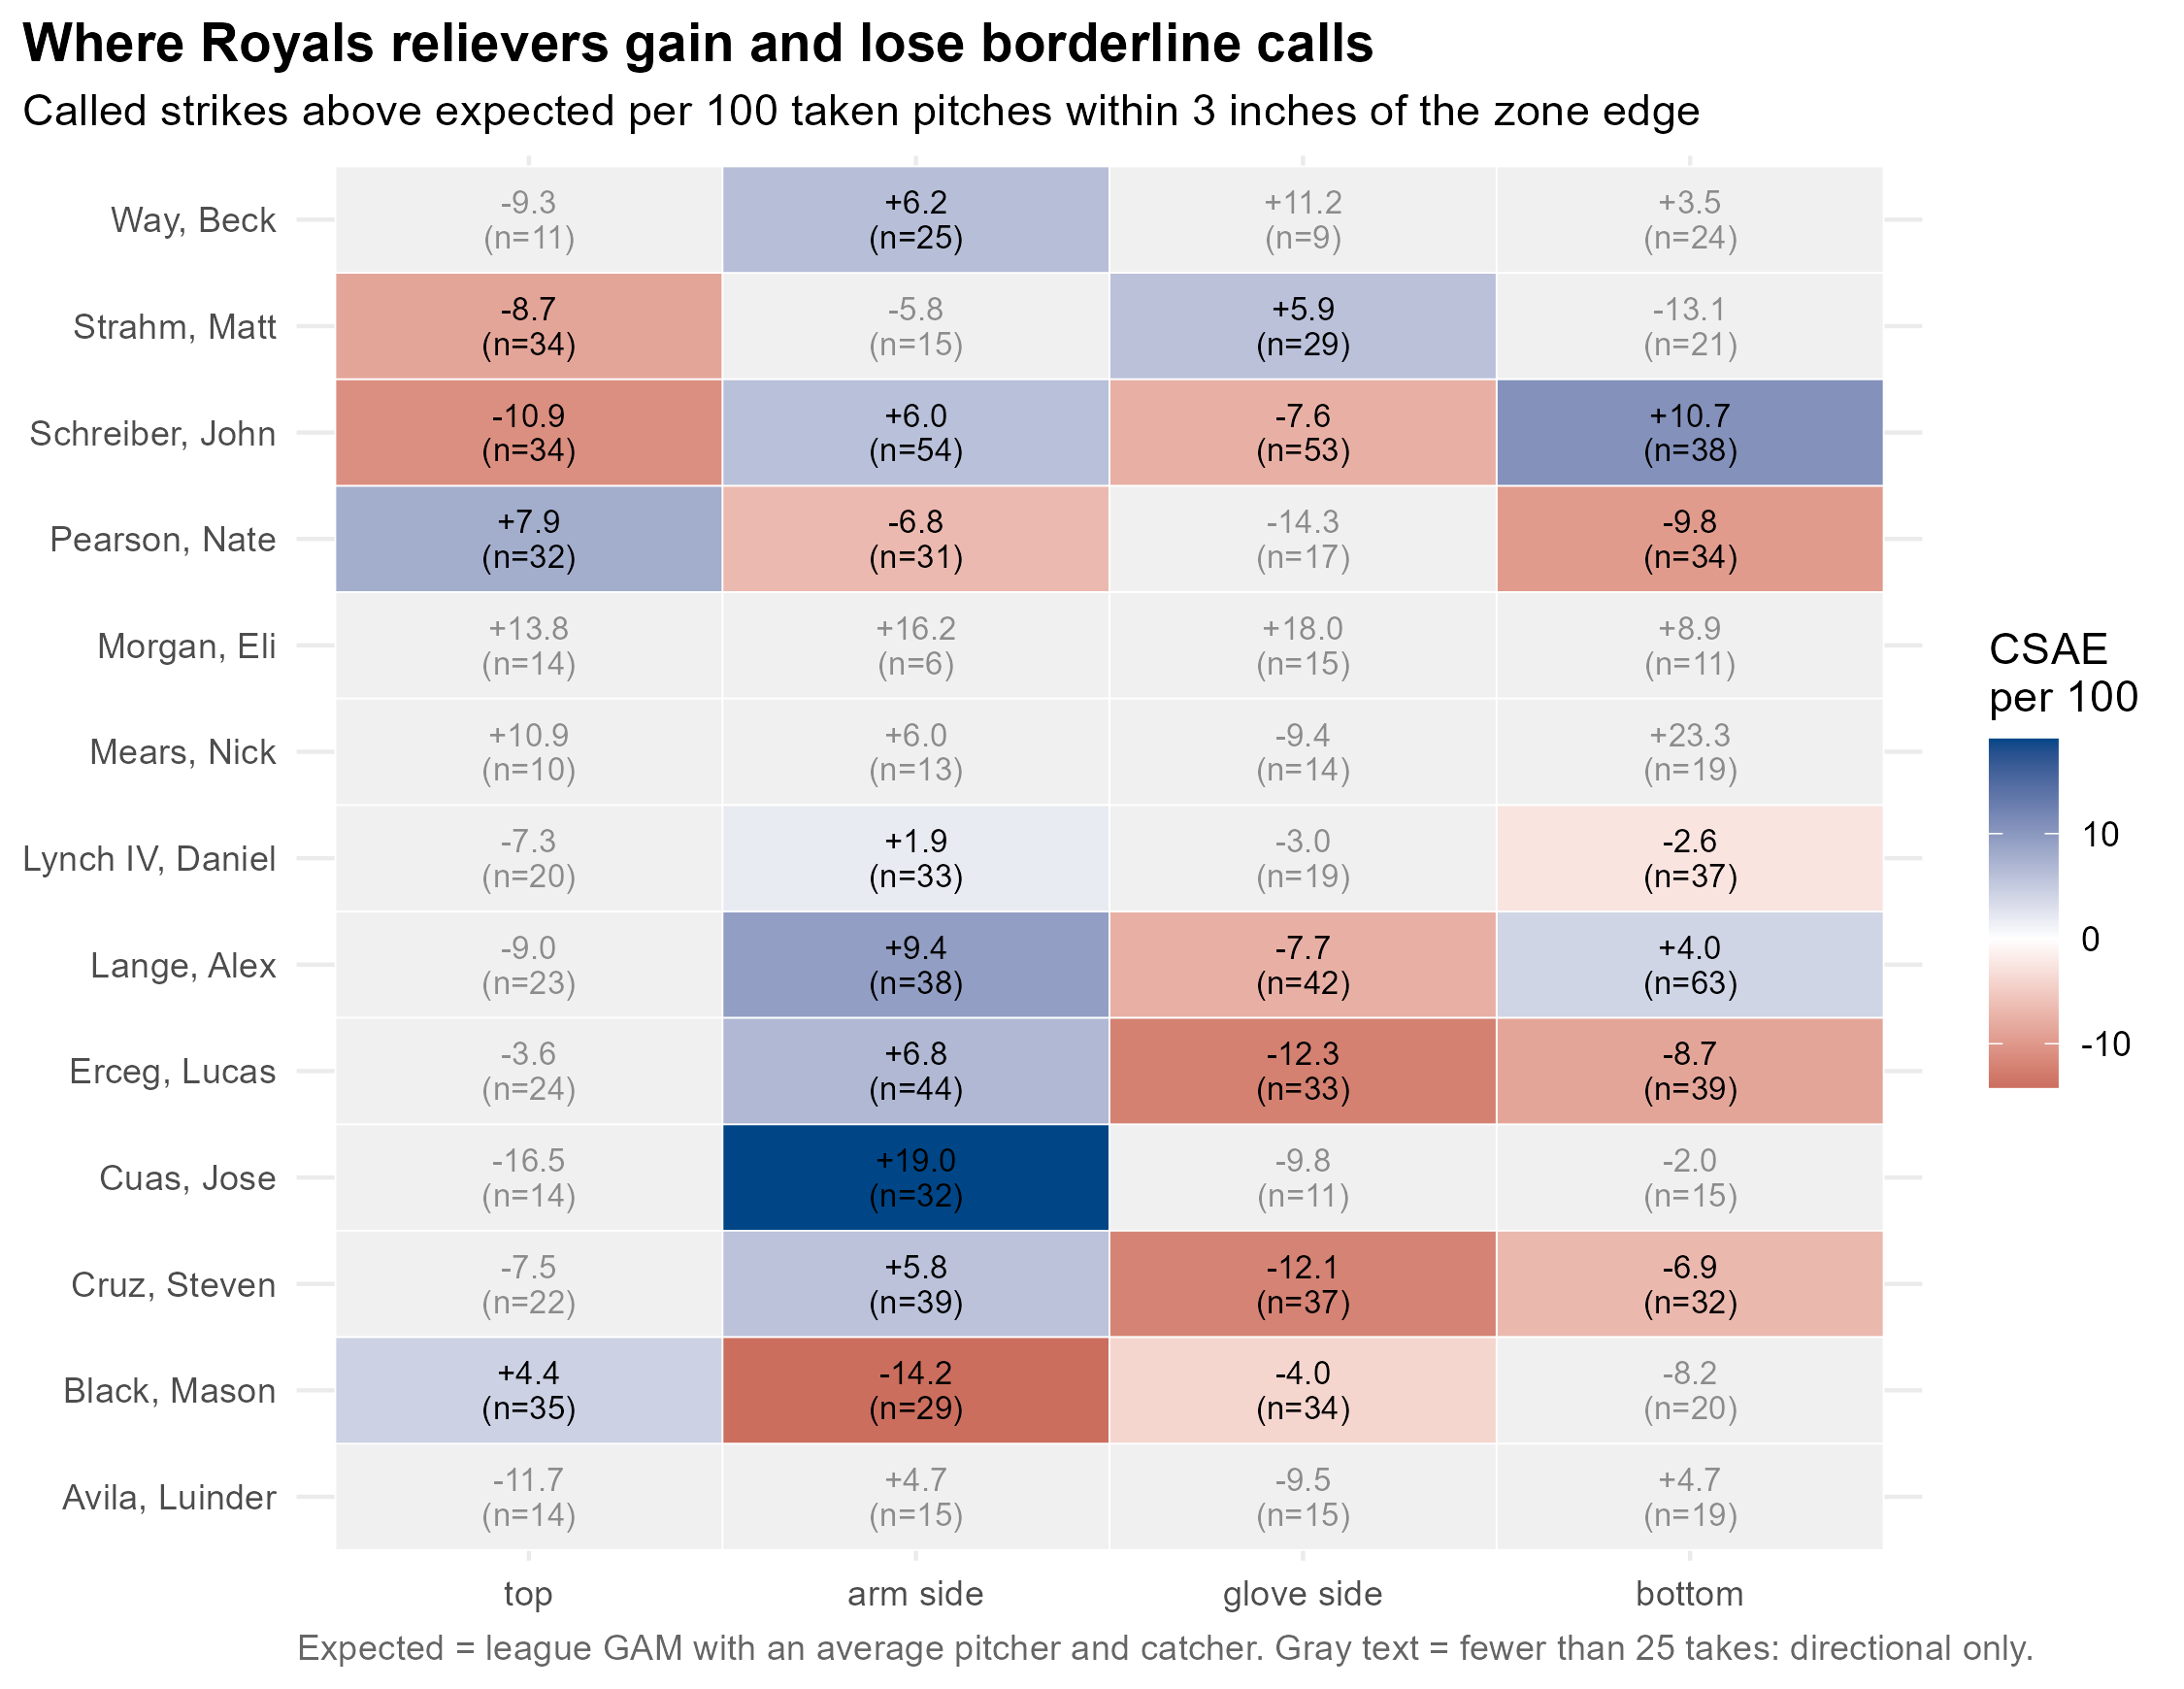 Where Royals relievers gain and lose borderline calls
Called strikes above expected per 100 taken pitches within 3 inches of the zone edge
Way, Beck
-9.3
(n=11)
+6.2
(n=25)
+11.2
(n=9)
+3.5
(n=24)
Strahm, Matt
-8.7
(n=34)
-5.8
(n=15)
+5.9
(n=29)
-13.1
(n=21)
Schreiber, John
-10.9
(n=34)
+6.0
(n=54)
-7.6
(n=53)
+10.7
(n=38)
Pearson, Nate
+7.9
(n=32)
-6.8
(n=31)
-14.3
(n=17)
-9.8
(n=34)
Morgan, Eli
+13.8
(n=14)
+16.2
(n=6)
+18.0
(n=15)
+8.9
(n=11)
Mears, Nick
+10.9
(n=10)
+6.0
(n=13)
-9.4
(n=14)
+23.3
(n=19)
Lynch IV, Daniel
-7.3
(n=20)
+1.9
(n=33)
-3.0
(n=19)
-2.6
(n=37)
Lange, Alex
-9.0
(n=23)
+9.4
(n=38)
-7.7
(n=42)
+4.0
(n=63)
Erceg, Lucas
-3.6
(n=24)
+6.8
(n=44)
-12.3
(n=33)
-8.7
(n=39)
Cuas, Jose
-16.5
(n=14)
+19.0
(n=32)
-9.8
(n=11)
-2.0
(n=15)
Cruz, Steven
-7.5
(n=22)
+5.8
(n=39)
-12.1
(n=37)
-6.9
(n=32)
Black, Mason
+4.4
(n=35)
-14.2
(n=29)
-4.0
(n=34)
-8.2
(n=20)
Avila, Luinder
-11.7
(n=14)
+4.7
(n=15)
-9.5
(n=15)
+4.7
(n=19)
top
arm side
glove side
bottom
CSAE
per 100
10
0
-10
Expected = league GAM with an average pitcher and catcher. Gray text = fewer than 25 takes: directional only.